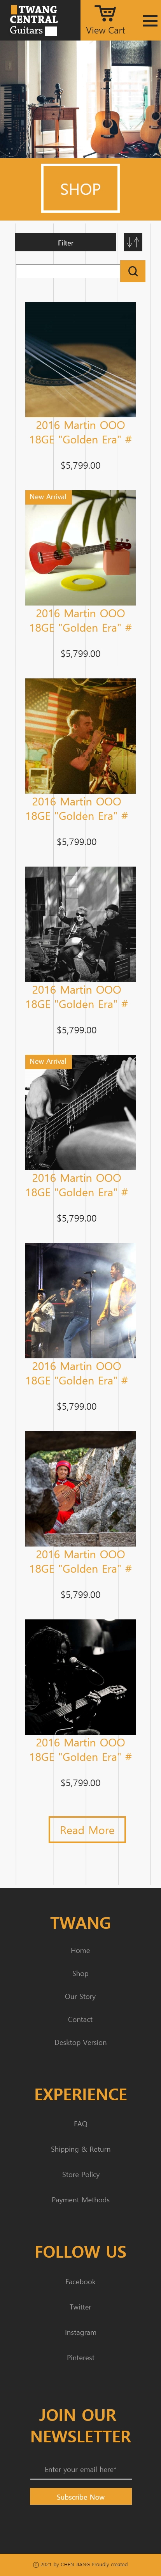 TWANG
CENTRAL
Guitars
View Cart
SHOP
Filter
2016 Martin OOO
18GE "Golden Era" #
$5,799.00
New Arrival
2016 Martin OOO
18GE "Golden Era" #
$5,799.00
2016 Martin OOO
18GE "Golden Era" #
$5,799.00
2016 Martin OOO
18GE "Golden Era" #
$5,799.00
New Arrival
2016 Martin OOO
18GE "Golden Era" #
$5,799.00
2016 Martin OOO
18GE "Golden Era" #
$5,799.00
2016 Martin OOO
18GE "Golden Era" #
$5,799.00
2016 Martin OOO
18GE "Golden Era" #
$5,799.00
Read More
TWANG
Home
Shop
Our Story
Contact
Desktop Version
EXPERIENCE
FAQ
Shipping & Return
Store Policy
Payment Methods
FOLLOW US
Facebook
Twitter
Instagram
Pinterest
JOIN OUR
NEWSLETTER
Enter your email here*
Subscribe Now
© 2021 by CHEN JIANG Proudly created